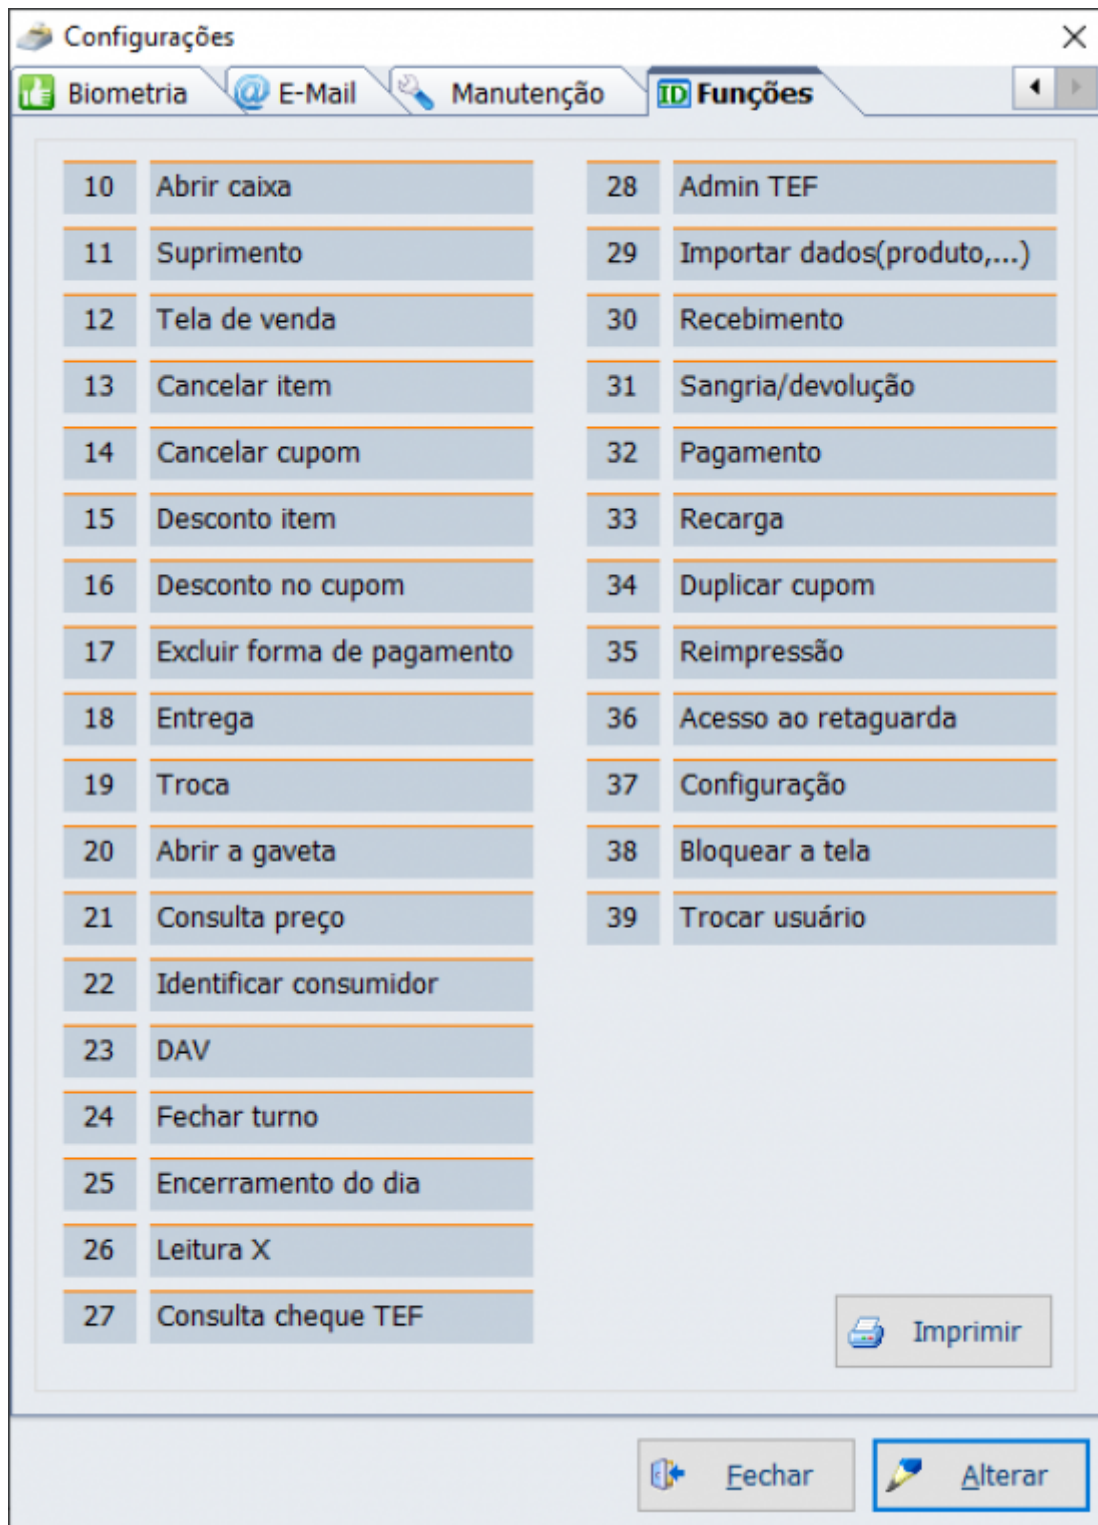 Configurações
Biometria
E-Mail
Manutenção
ID Funções
10 Abrir caixa
11 Suprimento
12 Tela de venda
13 Cancelar item
14 Cancelar cupom
15 Desconto item
16 Desconto no cupom
17 Excluir forma de pagamento
18 Entrega
19 Troca
20 Abrir a gaveta
21 Consulta preço
22 Identificar consumidor
23 DAV
24 Fechar turno
25 Encerramento do dia
26 Leitura X
27 Consulta cheque TEF
28 Admin TEF
29 Importar dados(produto,...)
30 Recebimento
31 Sangria/devolução
32 Pagamento
33 Recarga
34 Duplicar cupom
35 Reimpressão
36 Acesso ao retaguarda
37 Configuração
38 Bloquear a tela
39 Trocar usuário
Imprimir
Fechar
Alterar